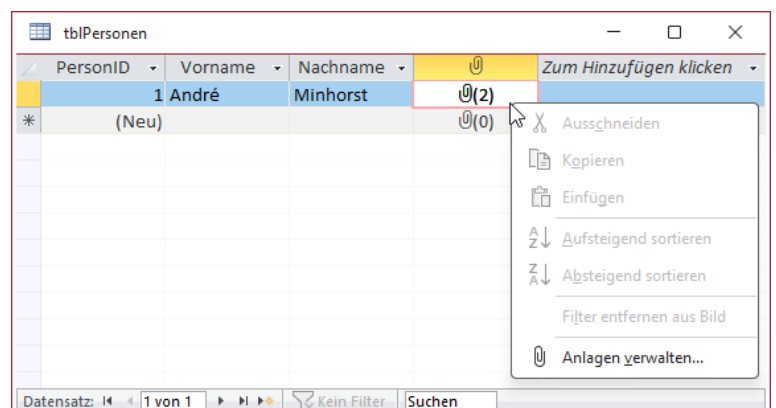 tblPersonen
PersonID Vorname Nachname Zum Hinzufügen klicken
1 André Minhorst (2)
(Neu) (0)
Ausschneiden
Kopieren
Einfügen
Aufsteigend sortieren
Absteigend sortieren
Filter entfernen aus Bild
Anlagen verwalten...
Datensatz: 1 von 1 Kein Filter Suchen